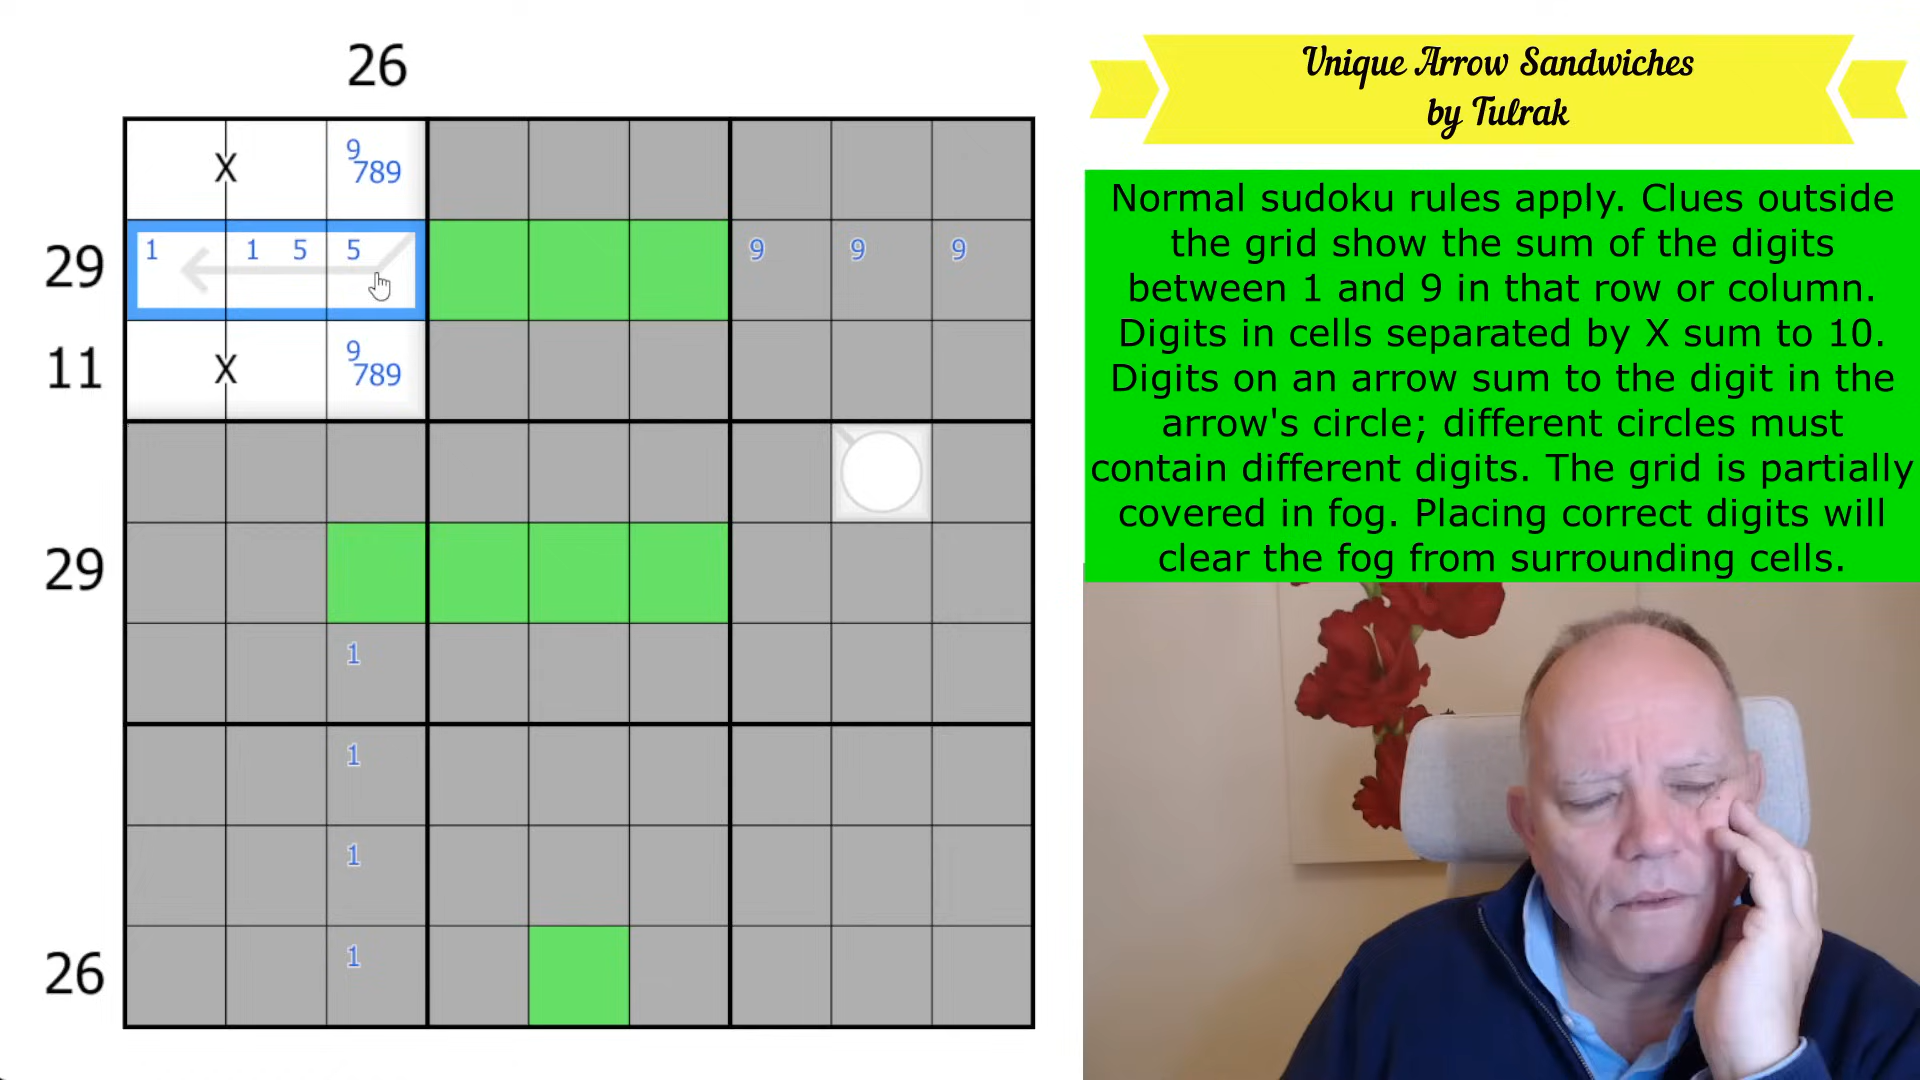 26
Unique Arrow Sandwiches
by Tulrak
X
9
789
Normal sudoku rules apply. Clues outside
the grid show the sum of the digits
between 1 and 9 in that row or column.
Digits in cells separated by X sum to 10.
Digits on an arrow sum to the digit in the
arrow's circle; different circles must
contain different digits. The grid is partially
covered in fog. Placing correct digits will
clear the fog from surrounding cells.
29
1 1 5 5 9 9 9
11
X
9
789
29
1
1
1
26
1